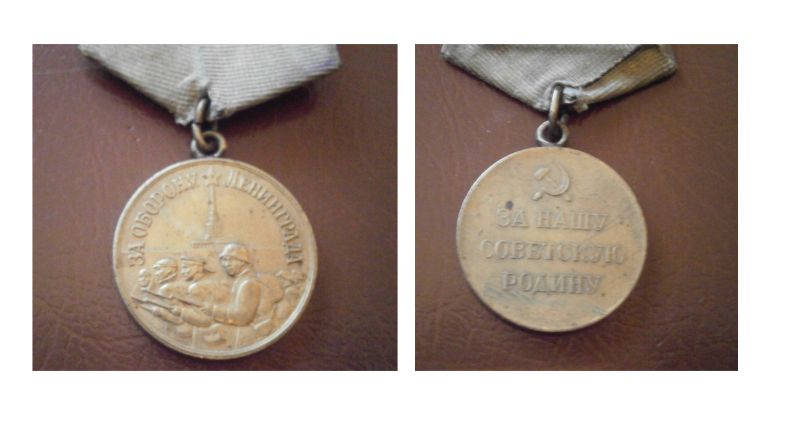 ЗА ОБОРОНУ ЛЕНИНГРАДА
ЗА НАШУ
СОВЕТСКУЮ
РОДИНУ